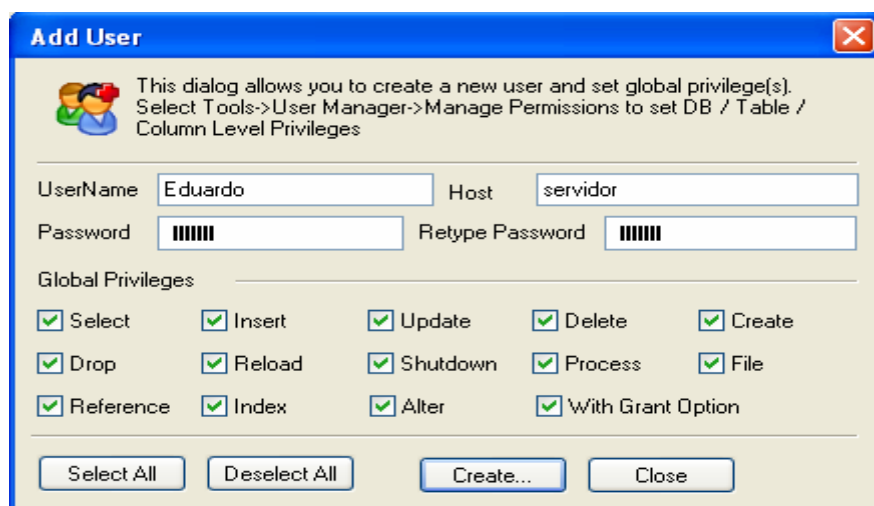 Add User
This dialog allows you to create a new user and set global privilege(s).
Select Tools->User Manager->Manage Permissions to set DB / Table /
Column Level Privileges
UserName Eduardo Host servidor
Password Retype Password
Global Privileges
Select Insert Update Delete Create
Drop Reload Shutdown Process File
Reference Index Alter With Grant Option
Select All Deselect All Create... Close